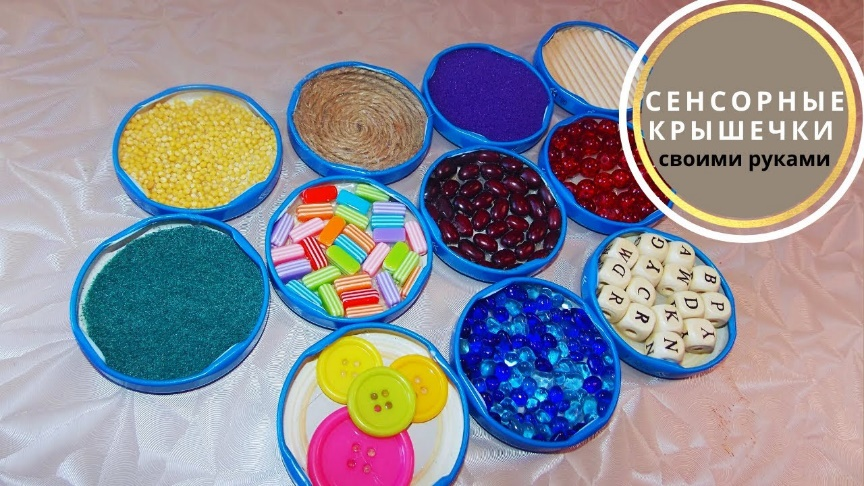 СЕНСОРНЫЕ
КРЫШЕЧКИ
своими руками
G A
W Y W B
G C D P
R R K Y
N